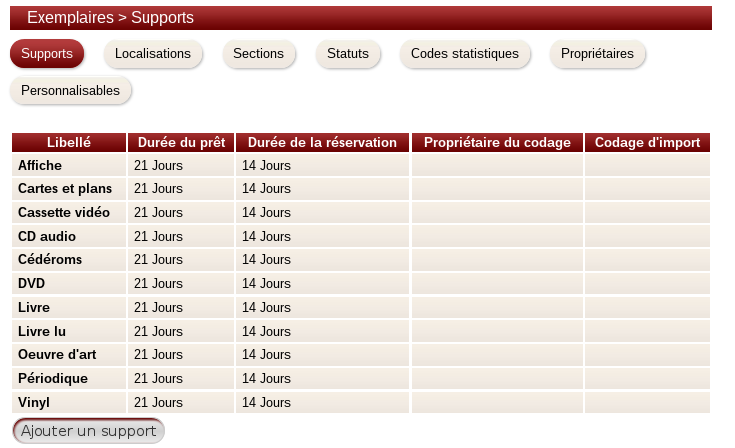 Exemplaires > Supports
Supports Localisations Sections Statuts Codes statistiques Propriétaires
Personnalisables
Libellé Durée du prêt Durée de la réservation Propriétaire du codage Codage d'import
Affiche 21 Jours 14 Jours
Cartes et plans 21 Jours 14 Jours
Cassette vidéo 21 Jours 14 Jours
CD audio 21 Jours 14 Jours
Cédéroms 21 Jours 14 Jours
DVD 21 Jours 14 Jours
Livre 21 Jours 14 Jours
Livre lu 21 Jours 14 Jours
Oeuvre d'art 21 Jours 14 Jours
Périodique 21 Jours 14 Jours
Vinyl 21 Jours 14 Jours
Ajouter un support